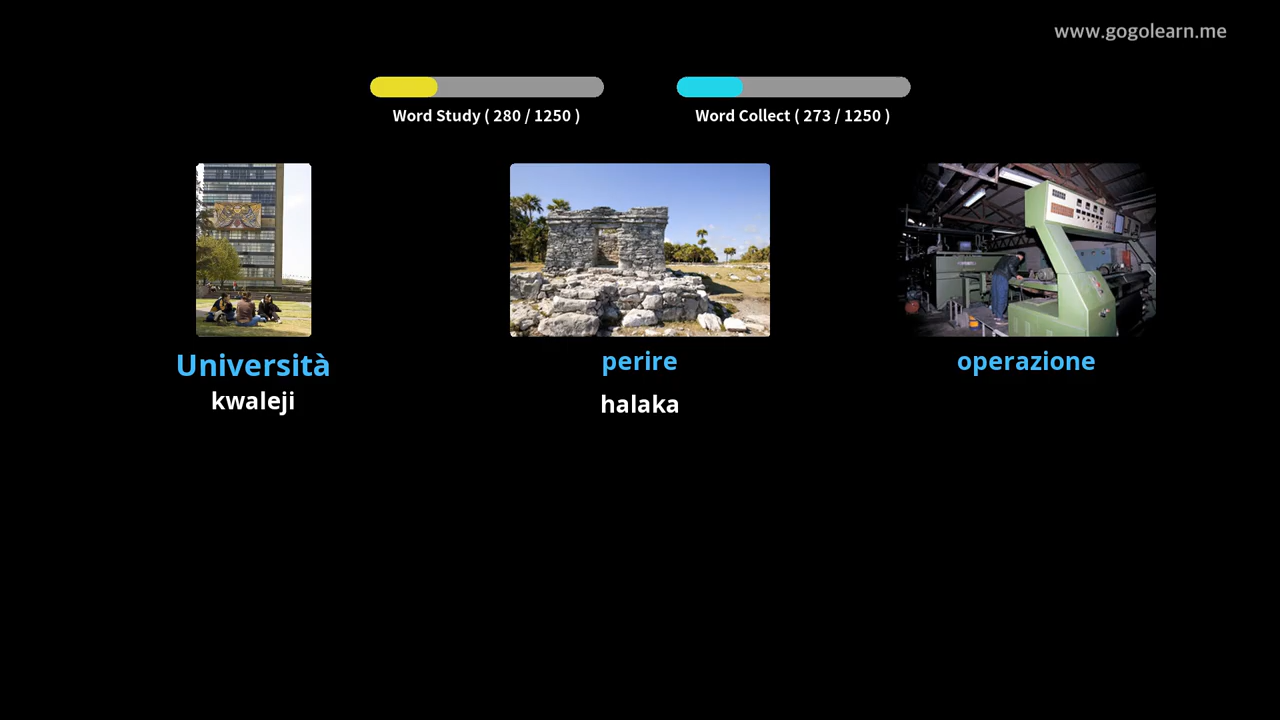 www.gogolearn.me
Word Study ( 280 / 1250 )
Word Collect ( 273 / 1250 )
Università
kwaleji
perire
halaka
operazione